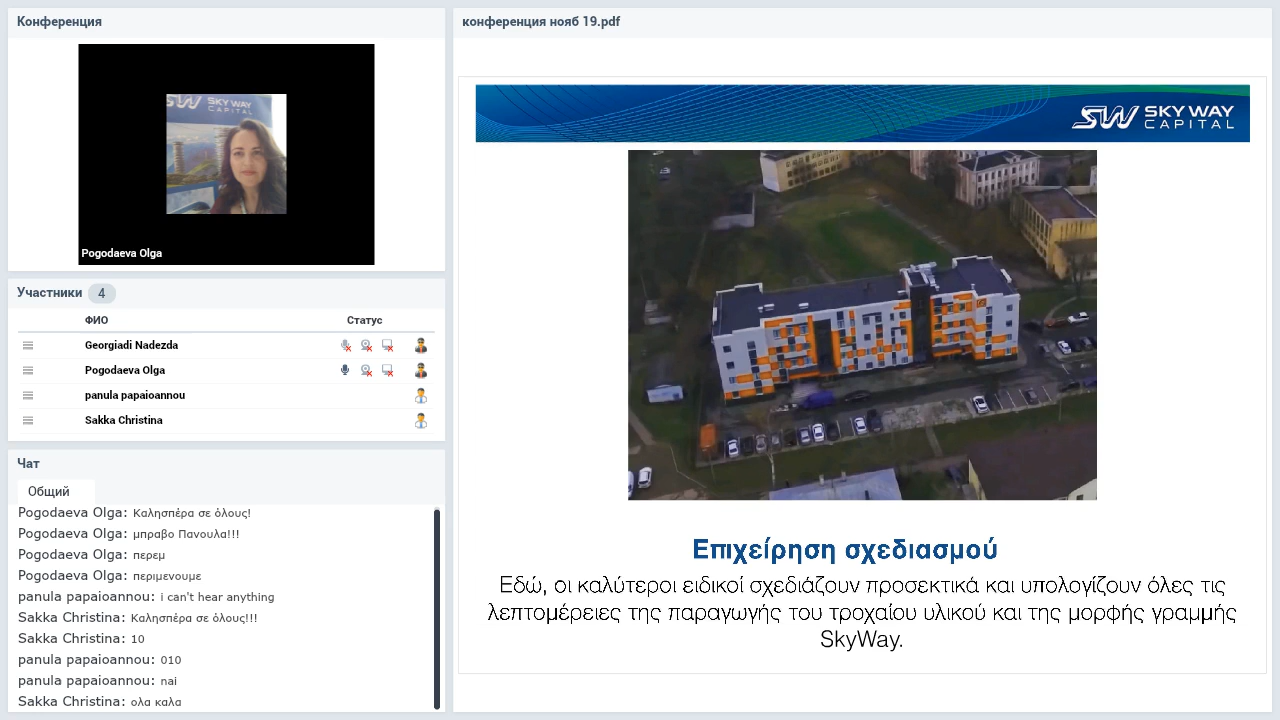 Конференция
SKY WAY
CAPITAL
Pogodaeva Olga
Участники 4
ФИО Статус
Georgiadi Nadezda
Pogodaeva Olga
panula papaioannou
Sakka Christina
Чат
Общий
Pogodaeva Olga: Καλησπέρα σε όλους!
Pogodaeva Olga: μπραβο Πανουλα!!!
Pogodaeva Olga: περεμ
Pogodaeva Olga: περιμενουμε
panula papaioannou: i can't hear anything
Sakka Christina: Καλησπέρα σε όλους!!!
Sakka Christina: 10
panula papaioannou: 010
panula papaioannou: nai
Sakka Christina: ολα καλα
конференция нояб 19.pdf
SW SKY WAY
CAPITAL
Επιχείρηση σχεδιασμού
Εδώ, οι καλύτεροι ειδικοί σχεδιάζουν προσεκτικά και υπολογίζουν όλες τις
λεπτομέρειες της παραγωγής του τροχαίου υλικού και της μορφής γραμμής
SkyWay.